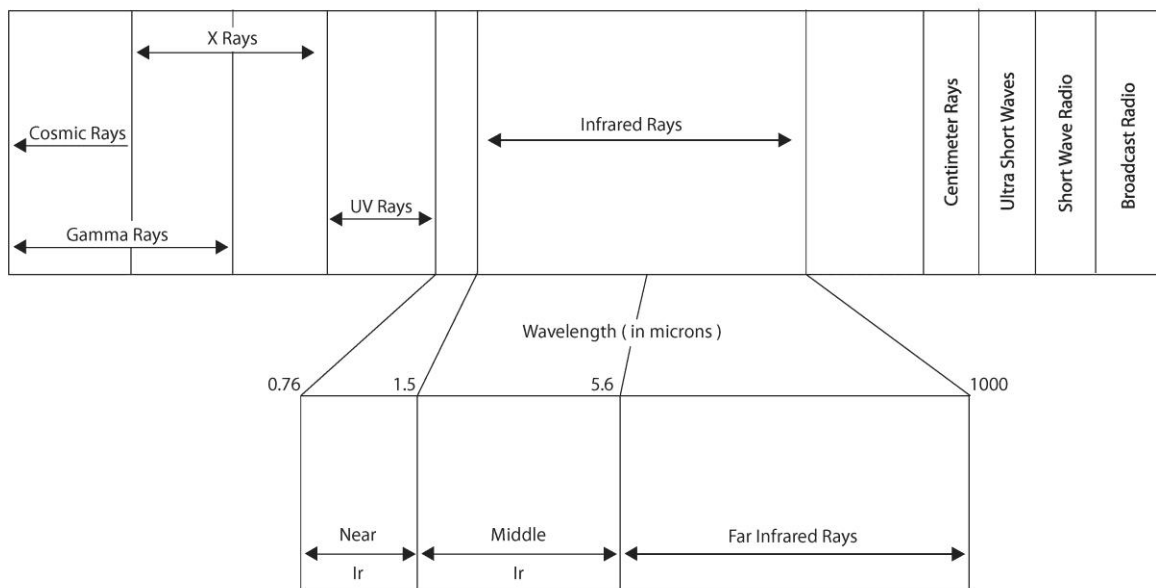 X Rays
Cosmic Rays
Infrared Rays
UV Rays
Gamma Rays
Centimeter Rays
Ultra Short Waves
Short Wave Radio
Broadcast Radio
Wavelength ( in microns )
0.76
1.5
5.6
1000
Near
Ir
Middle
Ir
Far Infrared Rays